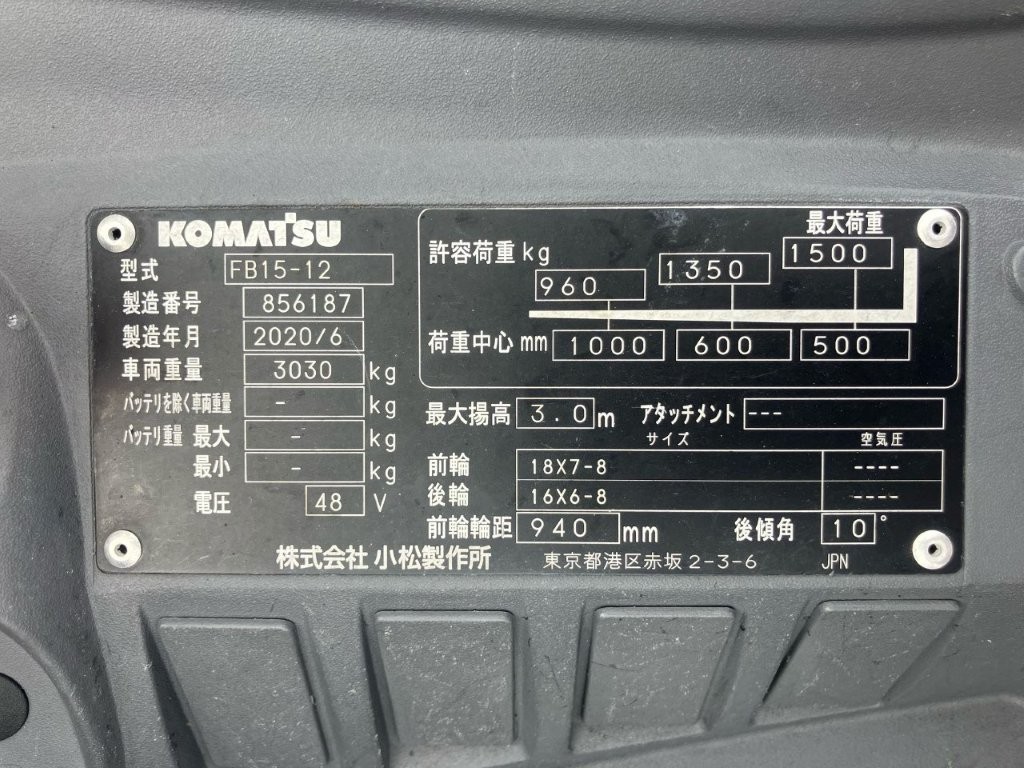 KOMATSU
型式 FB15-12
製造番号 856187
製造年月 2020/6
車両重量 3030 kg
バッテリを除く車両重量 - kg
バッテリ重量 最大 - kg
最小 - kg
電圧 48 V
最大荷重
許容荷重 kg 960 1350 1500
荷重中心 mm 1000 600 500
最大揚高 3.0 m アタッチメント ---
サイズ 空気圧
前輪 18X7-8 ----
後輪 16X6-8 ----
前輪輪距 940 mm 後傾角 10°
株式会社 小松製作所 東京都港区赤坂 2-3-6 JPN